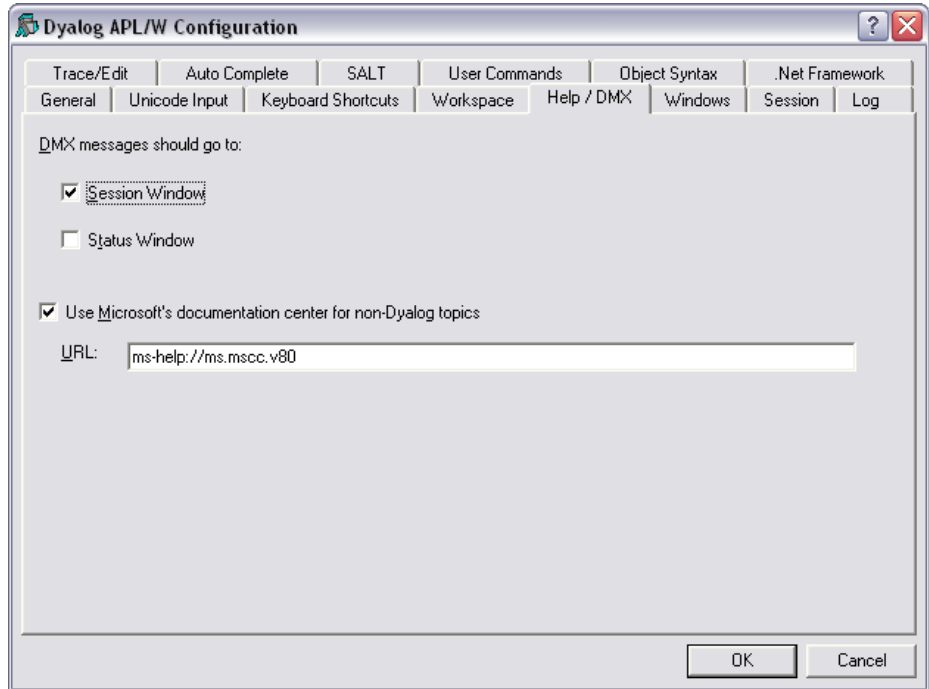 Dyalog APL/W Configuration
Trace/Edit Auto Complete SALT User Commands Object Syntax .Net Framework
General Unicode Input Keyboard Shortcuts Workspace Help / DMX Windows Session Log
DMX messages should go to:
Session Window
Status Window
Use Microsoft's documentation center for non-Dyalog topics
URL: ms-help://ms.mscc.v80
OK Cancel